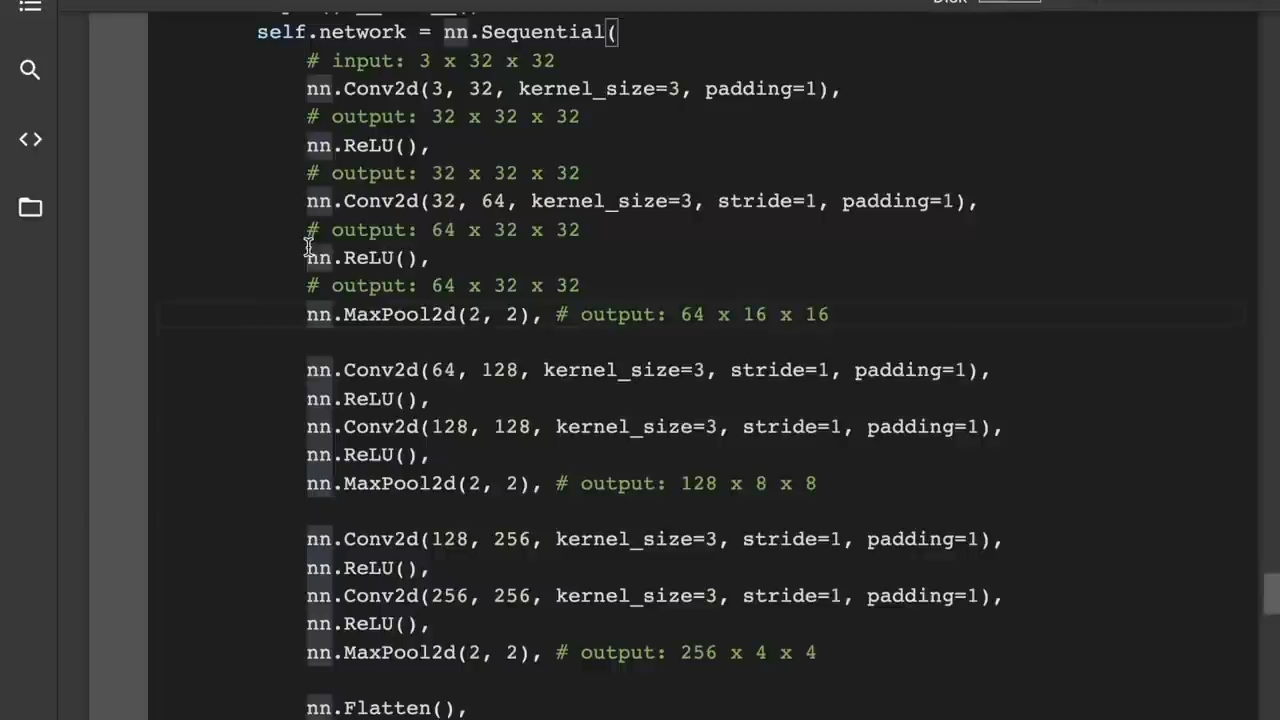 self.network = nn.Sequential(
# input: 3 x 32 x 32
nn.Conv2d(3, 32, kernel_size=3, padding=1),
# output: 32 x 32 x 32
nn.ReLU(),
# output: 32 x 32 x 32
nn.Conv2d(32, 64, kernel_size=3, stride=1, padding=1),
# output: 64 x 32 x 32
nn.ReLU(),
# output: 64 x 32 x 32
nn.MaxPool2d(2, 2), # output: 64 x 16 x 16
nn.Conv2d(64, 128, kernel_size=3, stride=1, padding=1),
nn.ReLU(),
nn.Conv2d(128, 128, kernel_size=3, stride=1, padding=1),
nn.ReLU(),
nn.MaxPool2d(2, 2), # output: 128 x 8 x 8
nn.Conv2d(128, 256, kernel_size=3, stride=1, padding=1),
nn.ReLU(),
nn.Conv2d(256, 256, kernel_size=3, stride=1, padding=1),
nn.ReLU(),
nn.MaxPool2d(2, 2), # output: 256 x 4 x 4
nn.Flatten(),